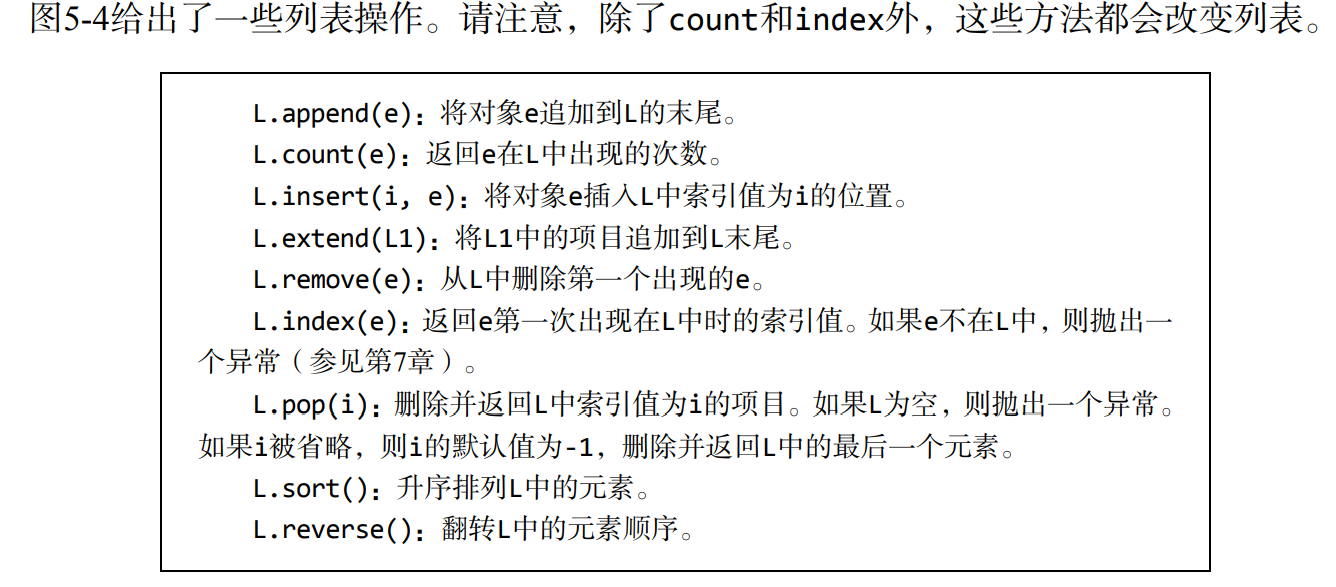 图5-4给出了一些列表操作。请注意，除了count和index外，这些方法都会改变列表。
L.append(e)：将对象e追加到L的末尾。
L.count(e)：返回e在L中出现的次数。
L.insert(i, e)：将对象e插入L中索引值为i的位置。
L.extend(L1)：将L1中的项目追加到L末尾。
L.remove(e)：从L中删除第一个出现的e。
L.index(e)：返回e第一次出现在L中时的索引值。如果e不在L中，则抛出一
个异常（参见第7章）。
L.pop(i)：删除并返回L中索引值为i的项目。如果L为空，则抛出一个异常。
如果i被省略，则i的默认值为-1，删除并返回L中的最后一个元素。
L.sort()：升序排列L中的元素。
L.reverse()：翻转L中的元素顺序。